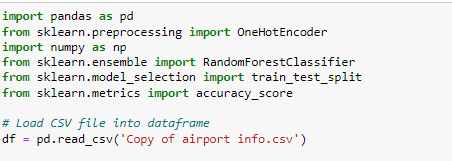 import pandas as pd
from sklearn.preprocessing import OneHotEncoder
import numpy as np
from sklearn.ensemble import RandomForestClassifier
from sklearn.model_selection import train_test_split
from sklearn.metrics import accuracy_score
# Load CSV file into dataframe
df = pd.read_csv('Copy of airport info.csv')